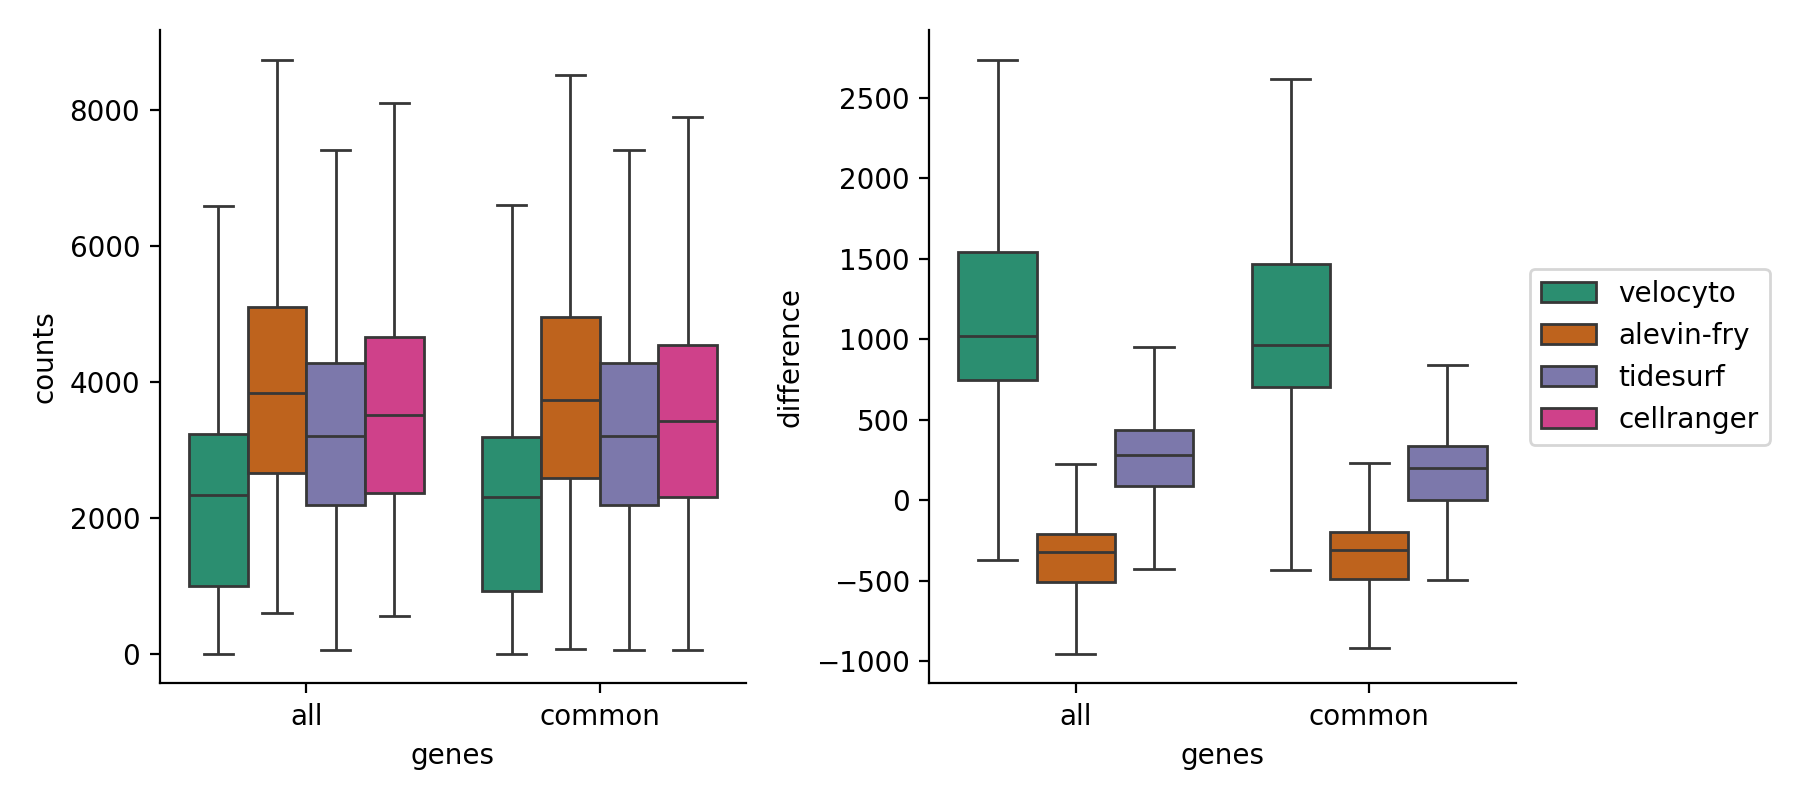 8000
6000
4000
2000
0
counts
all
common
genes
2500
2000
1500
1000
500
0
−500
−1000
difference
all
common
genes
velocyto
alevin-fry
tidesurf
cellranger